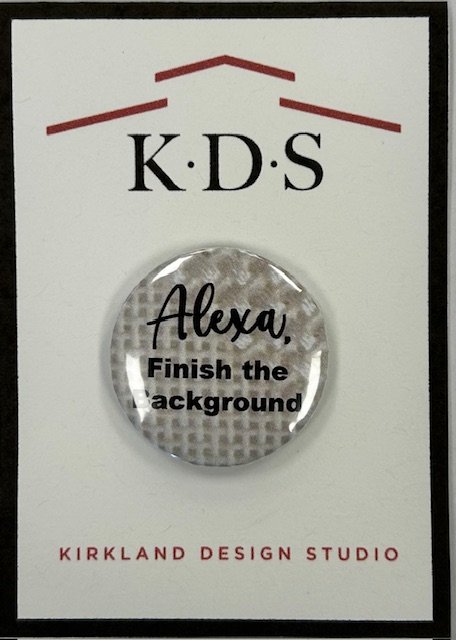 K·D·S
Alexa,
Finish the
Background
KIRKLAND DESIGN STUDIO